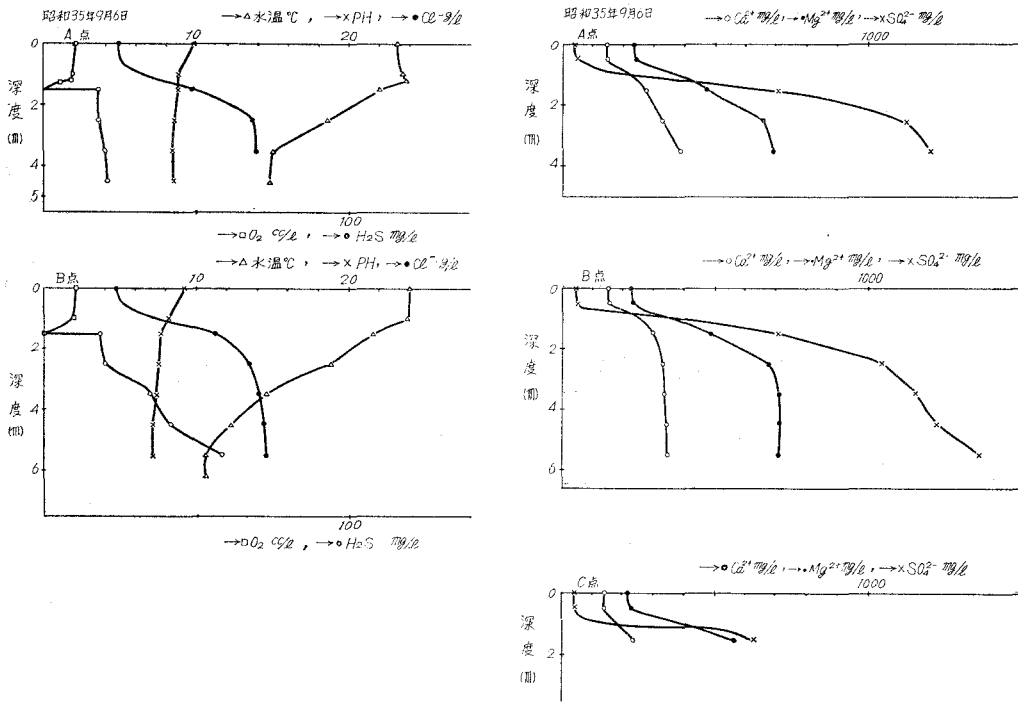 昭和35年9月6日
→△水温℃, →×PH, →●Cl⁻g/l
A点
0
10
20
深度(m)
2
4
5
100
→□O2 cc/l, →○H2S mg/l
→△水温℃, →×PH, →●Cl⁻g/l
B点
10
20
0
2
深度(m)
4
6
100
→□O2 cc/l, →○H2S mg/l
昭和35年9月6日
→○Ca²⁺mg/l, →●Mg²⁺mg/l, →×SO4²⁻mg/l
A点
1000
0
深度(m)
2
4
→○Ca²⁺mg/l, →●Mg²⁺mg/l, →×SO4²⁻mg/l
B点
1000
0
2
深度(m)
4
6
→●Ca²⁺mg/l, →●Mg²⁺mg/l, →×SO4²⁻mg/l
C点
1000
0
深度(m)
2